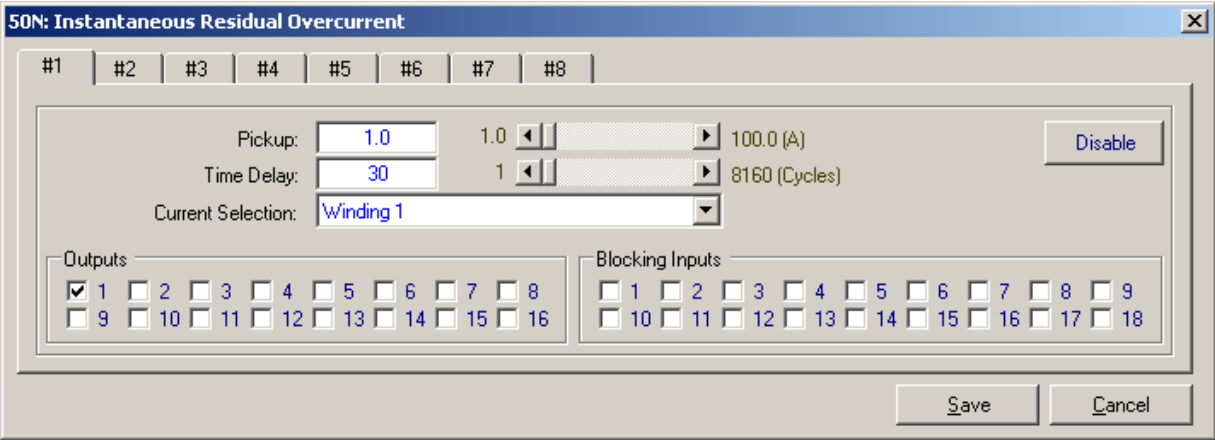 50N: Instantaneous Residual Overcurrent
#1 #2 #3 #4 #5 #6 #7 #8
Pickup: 1.0 1.0 100.0 (A) Disable
Time Delay: 30 1 8160 (Cycles)
Current Selection: Winding 1
Outputs Blocking Inputs
1 2 3 4 5 6 7 8 1 2 3 4 5 6 7 8 9
9 10 11 12 13 14 15 16 10 11 12 13 14 15 16 17 18
Save Cancel